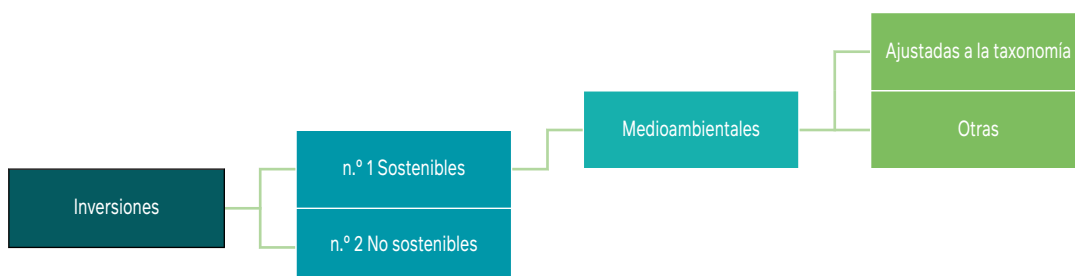 Inversiones
n.º 1 Sostenibles
n.º 2 No sostenibles
Medioambientales
Ajustadas a la taxonomía
Otras